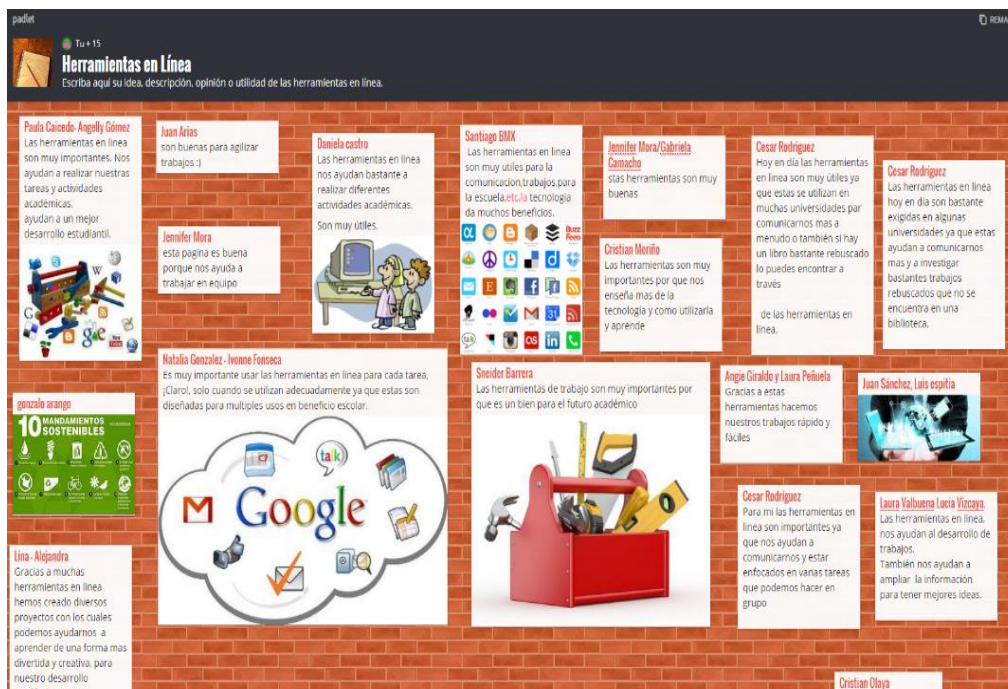 padlet
REMA
Tu + 15
Herramientas en Línea
Escriba aquí su idea, descripción, opinión o utilidad de las herramientas en línea.
Paula Caicedo- Angelly Gómez
Las herramientas en linea
son muy importantes. Nos
ayudan a realizar nuestras
tareas y actividades
académicas.
ayudan a un mejor
desarrollo estudiantil.
Juan Arias
son buenas para agilizar
trabajos :)
Jennifer Mora
esta pagina es buena
porque nos ayuda a
trabajar en equipo
Daniela castro
Las herramientas en linea
nos ayudan bastante a
realizar diferentes
actividades académicas.
Son muy útiles.
Santiago BMX
Las herramientas en linea
son muy utiles para la
comunicacion,trabajos,para
la escuela,etc.la tecnologia
da muchos beneficios.
Buzz
Feed
talk
31
os
in
Jennifer Mora/Gabriela
Camacho
stas herramientas son muy
buenas
Cristian Meriño
Las herramientas son muy
importantes por que nos
enseña mas de la
tecnología y como utilizarla
y aprende
Cesar Rodriguez
Hoy en día las herramientas
en linea son muy útiles ya
que estas se utilizan en
muchas universidades par
comunicarnos mas a
menudo o también si hay
un libro bastante rebuscado
lo puedes encontrar a
través
de las herramientas en
linea.
Cesar Rodriguez
Las herramientas en linea
hoy en día son bastante
exigidas en algunas
universidades ya que estas
ayudan a comunicarnos
mas y a investigar
bastantes trabajos
rebuscados que no se
encuentra en una
biblioteca.
gonzalo arango
10 MANDAMIENTOS
SOSTENIBLES
Natalia Gonzalez - Ivonne Fonseca
Es muy importante usar las herramientas en linea para cada tarea,
¡Claro!, solo cuando se utilizan adecuadamente ya que estas son
diseñadas para multiples usos en beneficio escolar.
talk
Google
Sneider Barrera
Las herramientas de trabajo son muy importantes por
que es un bien para el futuro académico
Angie Giraldo y Laura Peñuela
Gracias a estas
herramientas hacemos
nuestros trabajos rápido y
fáciles
Juan Sánchez, Luis espitia
Cesar Rodriguez
Para mi las herramientas en
linea son importantes ya
que nos ayudan a
comunicarnos y estar
enfocados en varias tareas
que podemos hacer en
grupo
Laura Valbuena Lucia Vizcaya.
Las herramientas en linea,
nos ayudan al desarrollo de
trabajos.
También nos ayudan a
ampliar la información
para tener mejores ideas.
Lina - Alejandra
Gracias a muchas
herramientas en linea
hemos creado diversos
proyectos con los cuales
podemos ayudarnos a
aprender de una forma mas
divertida y creativa, para
nuestro desarrollo
Cristian Olaya